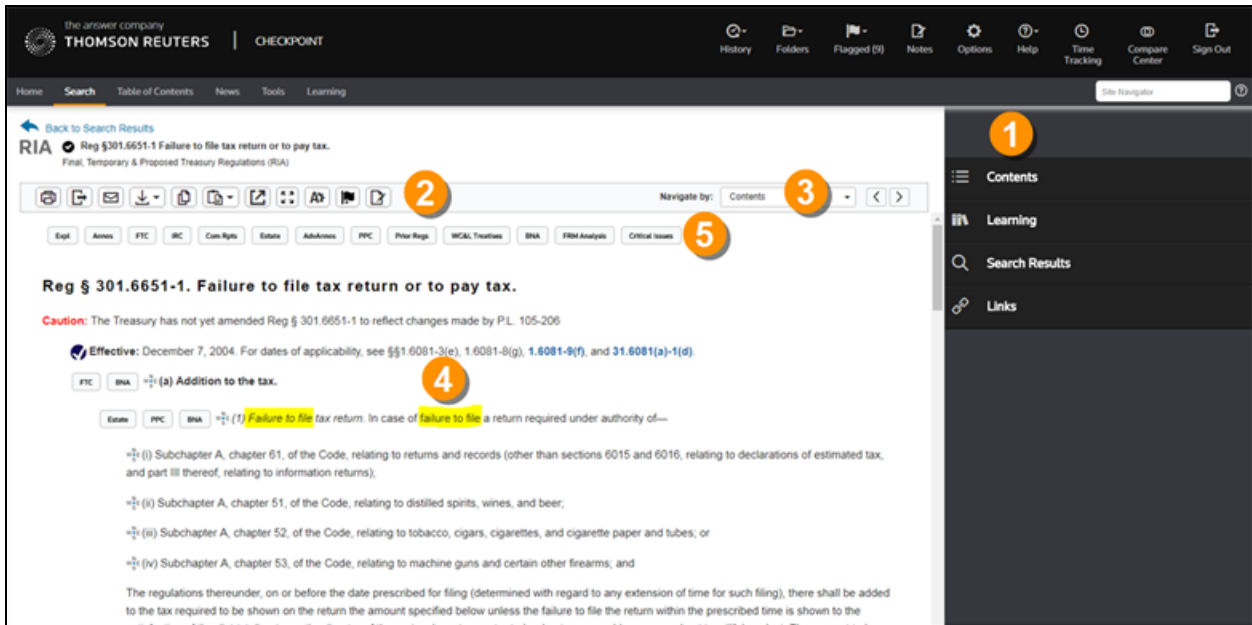 the answer company
THOMSON REUTERS
CHECKPOINT
History
Folders
Flagged (9)
Notes
Options
Help
Time Tracking
Compare Center
Sign Out
Home Search Table of Contents News Tools Learning
Site Navigator
Back to Search Results
RIA Reg §301.6651-1 Failure to file tax return or to pay tax.
Final, Temporary & Proposed Treasury Regulations (RIA)
1
2
Navigate by: Contents
3
Expl Annos FTC IRC Com Rpts Estate AdvAnnos PPC Prior Regs WG&L Treatises BNA FRM Analysis Critical Issues
5
Contents
Learning
Search Results
Links
Reg § 301.6651-1. Failure to file tax return or to pay tax.
Caution: The Treasury has not yet amended Reg § 301.6651-1 to reflect changes made by P.L. 105-206
Effective: December 7, 2004. For dates of applicability, see §§1.6081-3(e), 1.6081-8(g), 1.6081-9(f), and 31.6081(a)-1(d).
FTC BNA (a) Addition to the tax.
4
Estate PPC BNA (1) Failure to file tax return. In case of failure to file a return required under authority of—
(i) Subchapter A, chapter 61, of the Code, relating to returns and records (other than sections 6015 and 6016, relating to declarations of estimated tax,
and part III thereof, relating to information returns);
(ii) Subchapter A, chapter 51, of the Code, relating to distilled spirits, wines, and beer;
(iii) Subchapter A, chapter 52, of the Code, relating to tobacco, cigars, cigarettes, and cigarette paper and tubes; or
(iv) Subchapter A, chapter 53, of the Code, relating to machine guns and certain other firearms; and
The regulations thereunder, on or before the date prescribed for filing (determined with regard to any extension of time for such filing), there shall be added
to the tax required to be shown on the return the amount specified below unless the failure to file the return within the prescribed time is shown to the